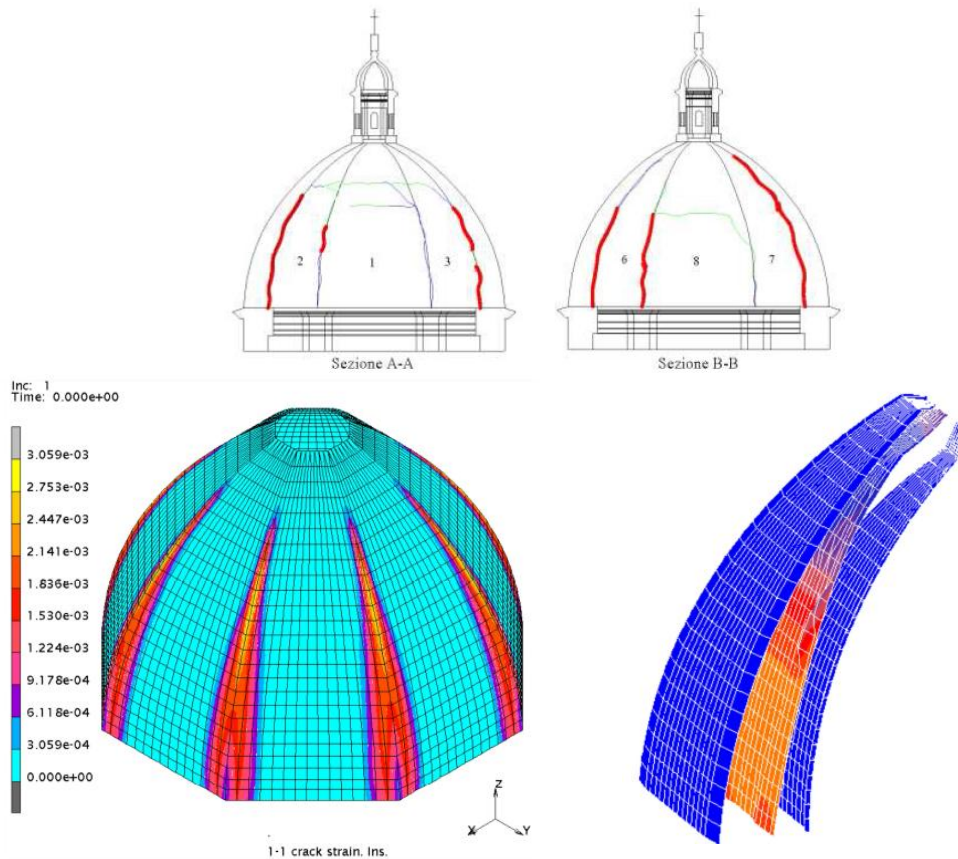 2
1
3
Sezione A-A
6
8
7
Sezione B-B
Inc: 1
Time: 0.000e+00
3.059e-03
2.753e-03
2.447e-03
2.141e-03
1.836e-03
1.530e-03
1.224e-03
9.178e-04
6.118e-04
3.059e-04
0.000e+00
Z
X
Y
1-1 crack strain. Ins.